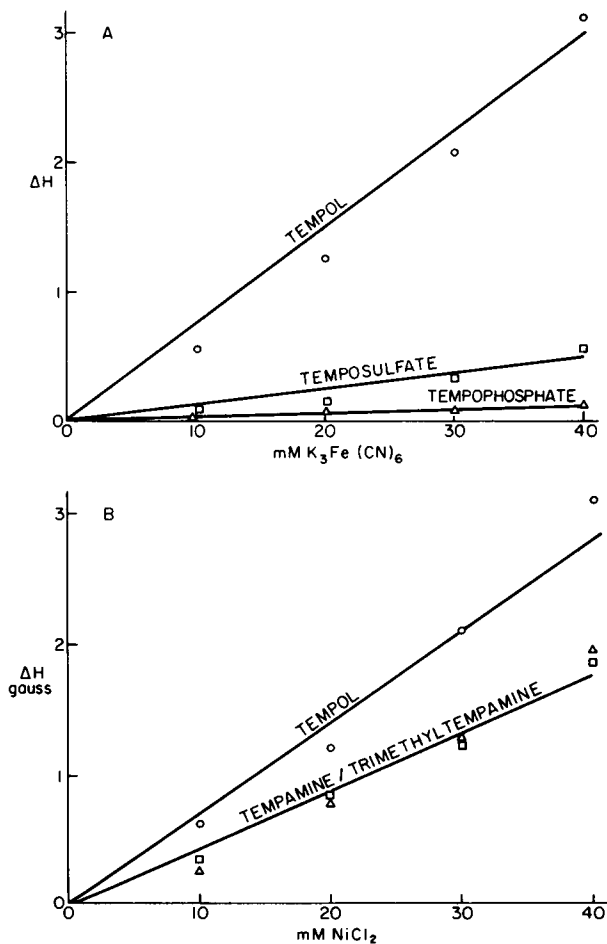 A
3
2
ΔH
1
0
TEMPOL
TEMPOSULFATE
TEMPOPHOSPHATE
0 10 20 30 40
mM K₃Fe (CN)₆
B
3
2
ΔH
gauss
1
0
TEMPOL
TEMPAMINE / TRIMETHYLTEMPAMINE
0 10 20 30 40
mM NiCl₂